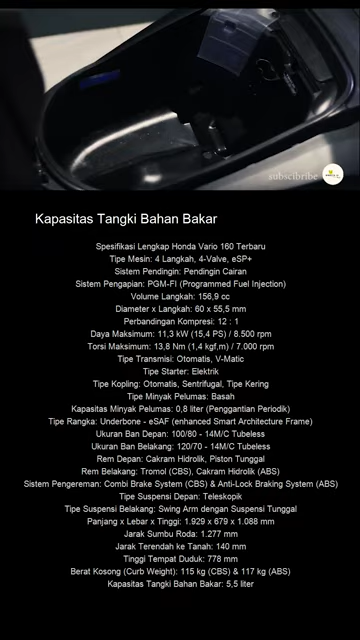 subscibribe
Kapasitas Tangki Bahan Bakar
Spesifikasi Lengkap Honda Vario 160 Terbaru
Tipe Mesin: 4 Langkah, 4-Valve, eSP+
Sistem Pendingin: Pendingin Cairan
Sistem Pengapian: PGM-FI (Programmed Fuel Injection)
Volume Langkah: 156,9 cc
Diameter x Langkah: 60 x 55,5 mm
Perbandingan Kompresi: 12 : 1
Daya Maksimum: 11,3 kW (15,4 PS) / 8.500 rpm
Torsi Maksimum: 13,8 Nm (1,4 kgf,m) / 7.000 rpm
Tipe Transmisi: Otomatis, V-Matic
Tipe Starter: Elektrik
Tipe Kopling: Otomatis, Sentrifugal, Tipe Kering
Tipe Minyak Pelumas: Basah
Kapasitas Minyak Pelumas: 0,8 liter (Penggantian Periodik)
Tipe Rangka: Underbone - eSAF (enhanced Smart Architecture Frame)
Ukuran Ban Depan: 100/80 - 14M/C Tubeless
Ukuran Ban Belakang: 120/70 - 14M/C Tubeless
Rem Depan: Cakram Hidrolik, Piston Tunggal
Rem Belakang: Tromol (CBS), Cakram Hidrolik (ABS)
Sistem Pengereman: Combi Brake System (CBS) & Anti-Lock Braking System (ABS)
Tipe Suspensi Depan: Teleskopik
Tipe Suspensi Belakang: Swing Arm dengan Suspensi Tunggal
Panjang x Lebar x Tinggi: 1.929 x 679 x 1.088 mm
Jarak Sumbu Roda: 1.277 mm
Jarak Terendah ke Tanah: 140 mm
Tinggi Tempat Duduk: 778 mm
Berat Kosong (Curb Weight): 115 kg (CBS) & 117 kg (ABS)
Kapasitas Tangki Bahan Bakar: 5,5 liter